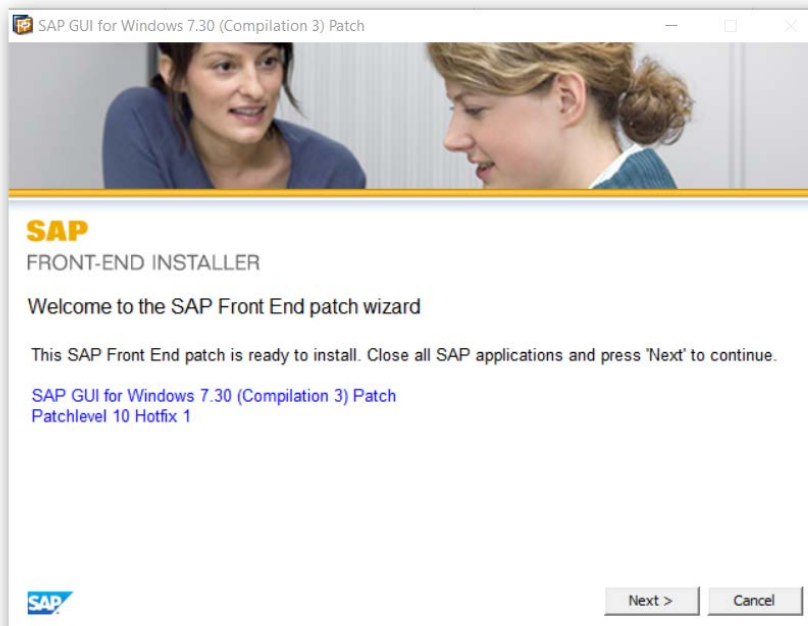 SAP GUI for Windows 7.30 (Compilation 3) Patch
SAP
FRONT-END INSTALLER
Welcome to the SAP Front End patch wizard
This SAP Front End patch is ready to install. Close all SAP applications and press 'Next' to continue.
SAP GUI for Windows 7.30 (Compilation 3) Patch
Patchlevel 10 Hotfix 1
SAP
Next >
Cancel